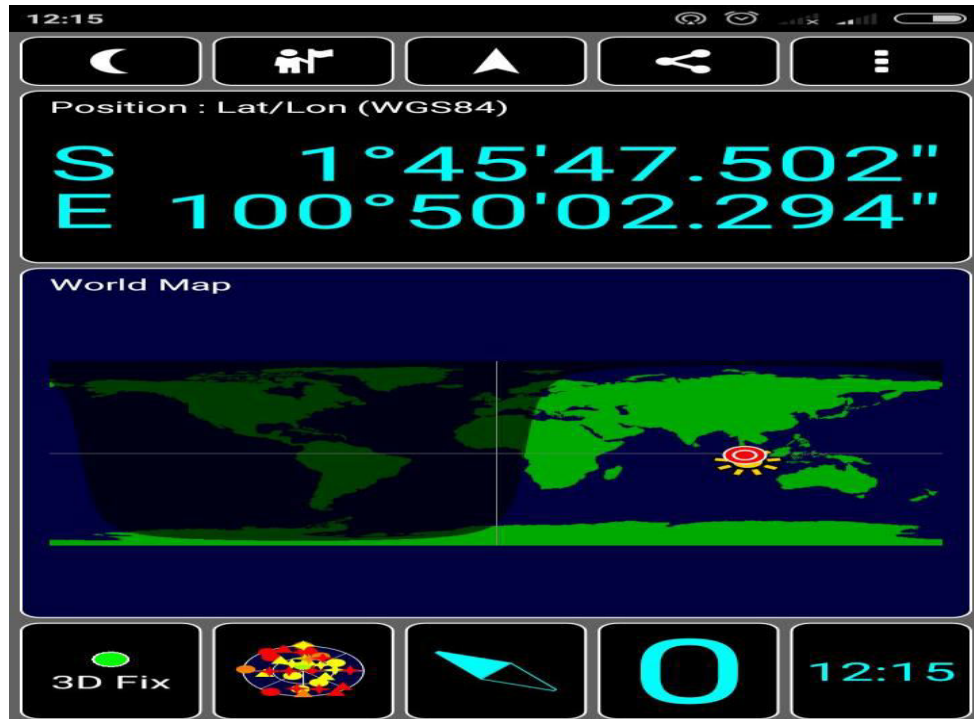 12:15
Position : Lat/Lon (WGS84)
S 1°45'47.502"
E 100°50'02.294"
World Map
3D Fix
0
12:15